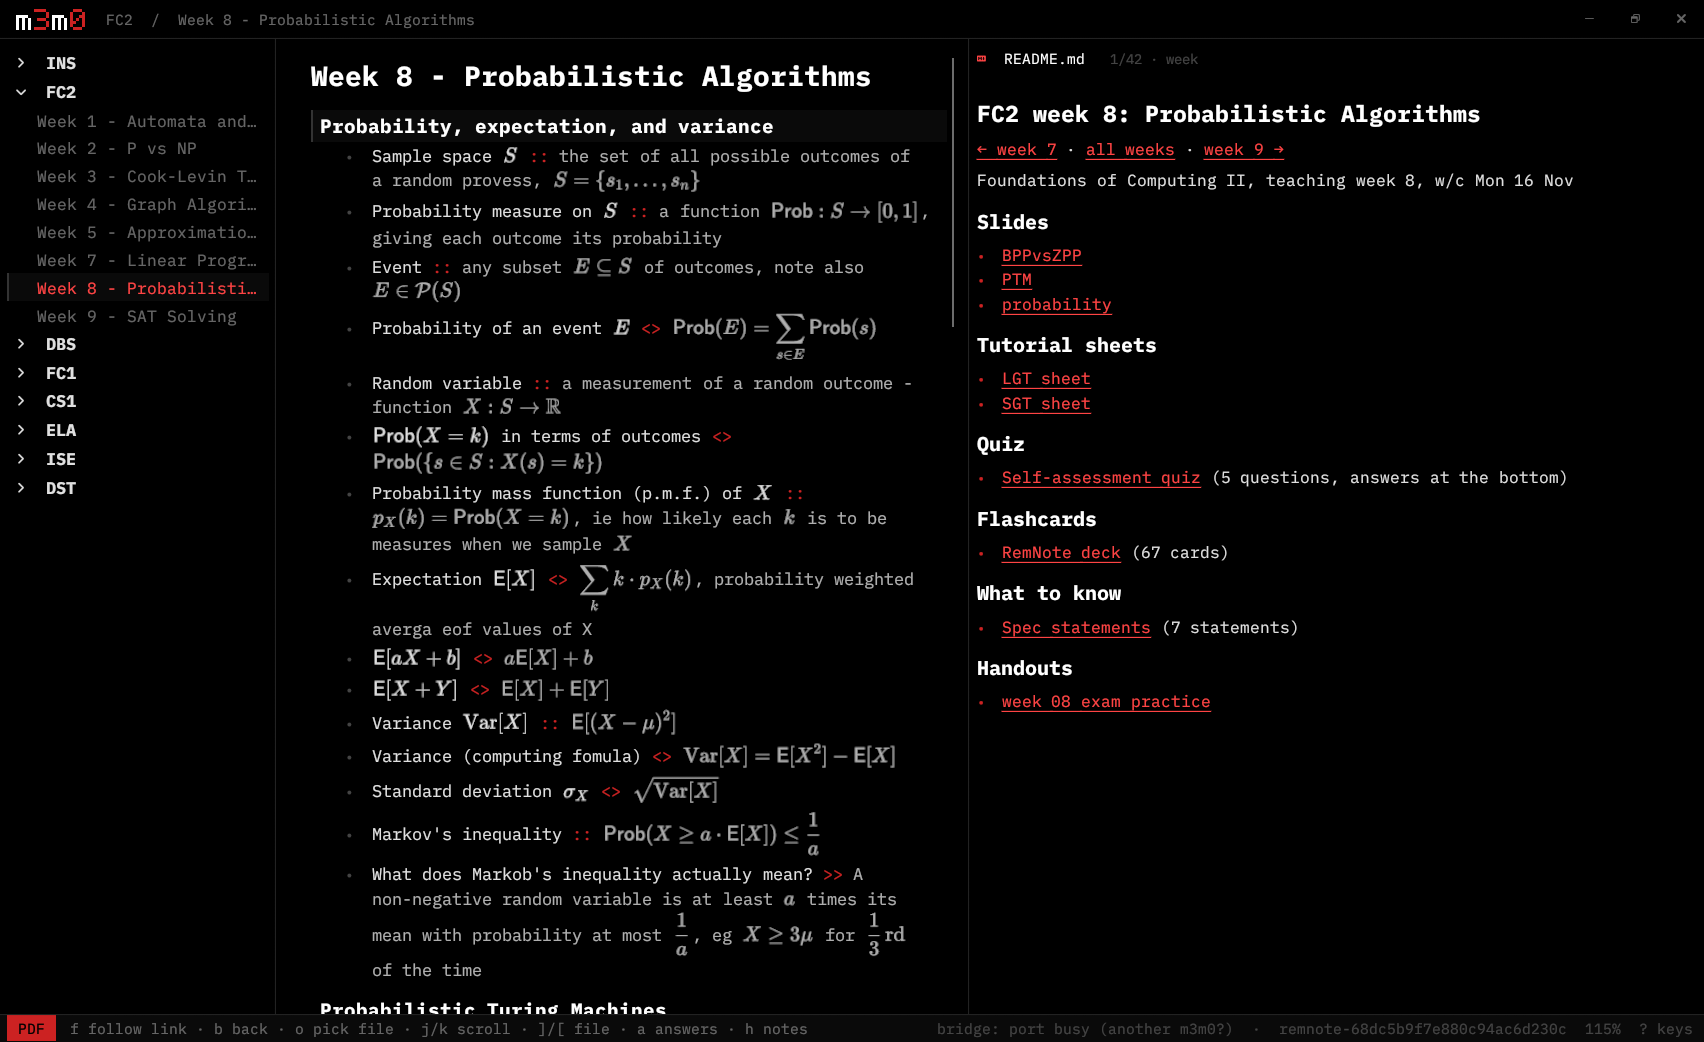 m3m0 FC2 / Week 8 - Probabilistic Algorithms
INS
FC2
Week 1 - Automata and…
Week 2 - P vs NP
Week 3 - Cook-Levin T…
Week 4 - Graph Algori…
Week 5 - Approximatio…
Week 7 - Linear Progr…
Week 8 - Probabilisti…
Week 9 - SAT Solving
DBS
FC1
CS1
ELA
ISE
DST
Week 8 - Probabilistic Algorithms
Probability, expectation, and variance
Sample space S :: the set of all possible outcomes of
a random provess, S = {s₁, …, sₙ}
Probability measure on S :: a function Prob : S → [0, 1],
giving each outcome its probability
Event :: any subset E ⊆ S of outcomes, note also
E ∈ 𝒫(S)
Probability of an event E <> Prob(E) = ∑_{s∈E} Prob(s)
Random variable :: a measurement of a random outcome -
function X : S → ℝ
Prob(X = k) in terms of outcomes <>
Prob({s ∈ S : X(s) = k})
Probability mass function (p.m.f.) of X ::
p_X(k) = Prob(X = k), ie how likely each k is to be
measures when we sample X
Expectation E[X] <> ∑_k k · p_X(k), probability weighted
averga eof values of X
E[aX + b] <> aE[X] + b
E[X + Y] <> E[X] + E[Y]
Variance Var[X] :: E[(X − μ)²]
Variance (computing fomula) <> Var[X] = E[X²] − E[X]
Standard deviation σ_X <> √Var[X]
Markov's inequality :: Prob(X ≥ a · E[X]) ≤ 1/a
What does Markob's inequality actually mean? >> A
non-negative random variable is at least a times its
mean with probability at most 1/a, eg X ≥ 3μ for 1/3 rd
of the time
Probabilistic Turing Machines
README.md 1/42 · week
FC2 week 8: Probabilistic Algorithms
← week 7 · all weeks · week 9 →
Foundations of Computing II, teaching week 8, w/c Mon 16 Nov
Slides
BPPvsZPP
PTM
probability
Tutorial sheets
LGT sheet
SGT sheet
Quiz
Self-assessment quiz (5 questions, answers at the bottom)
Flashcards
RemNote deck (67 cards)
What to know
Spec statements (7 statements)
Handouts
week 08 exam practice
PDF f follow link · b back · o pick file · j/k scroll · ]/[ file · a answers · h notes
bridge: port busy (another m3m0?) · remnote-68dc5b9f7e880c94ac6d230c 115% ? keys